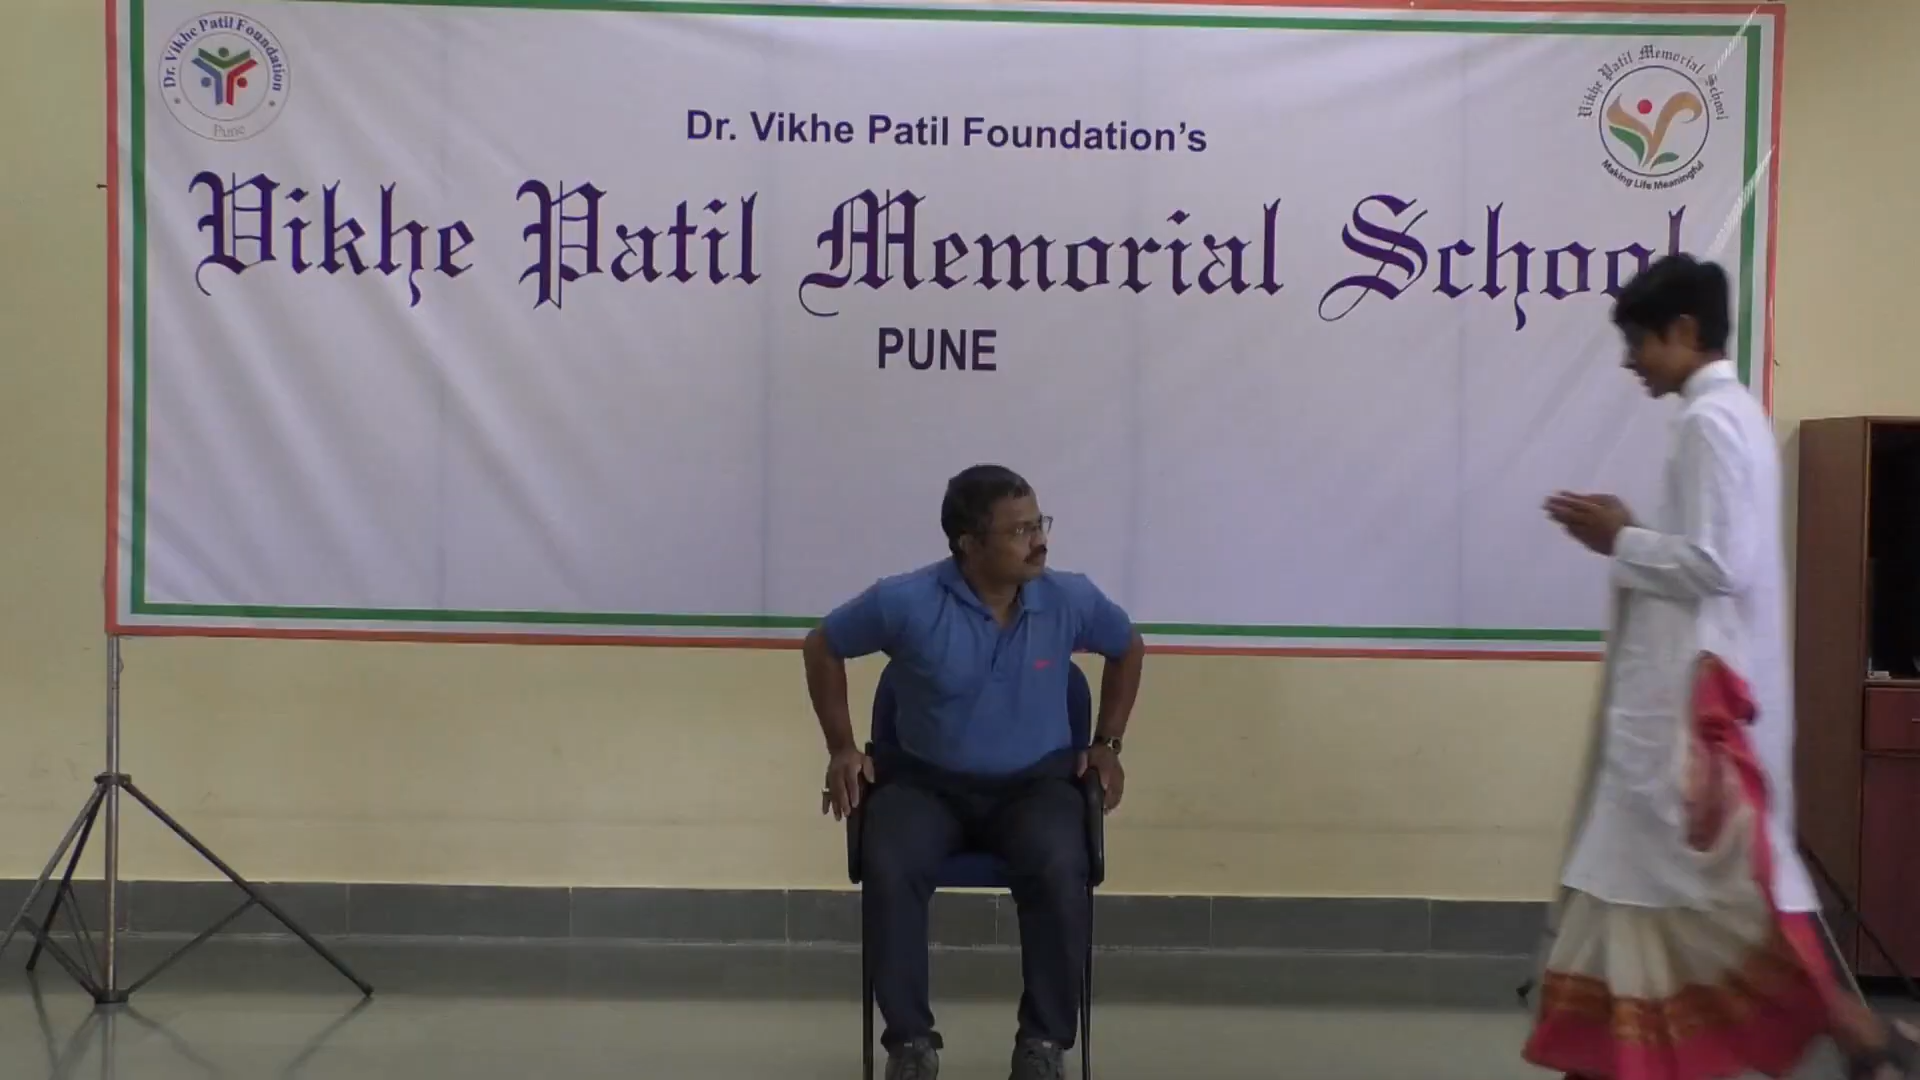 Dr. Vikhe Patil Foundation
Pune
Vikhe Patil Memorial School
Making Life Meaningful
Dr. Vikhe Patil Foundation's
Vikhe Patil Memorial School
PUNE